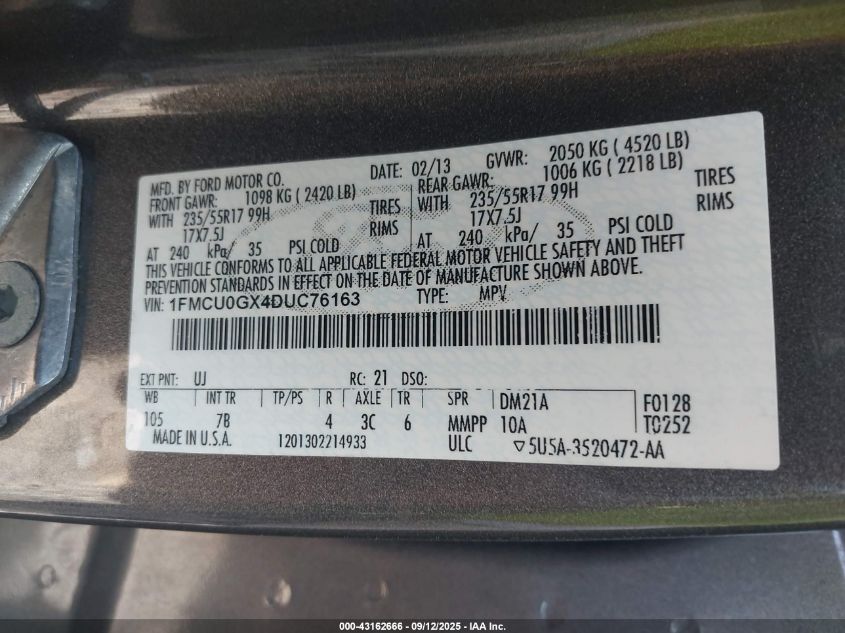 MFD. BY FORD MOTOR CO. DATE: 02/13 GVWR: 2050 KG ( 4520 LB)
FRONT GAWR: 1098 KG ( 2420 LB) REAR GAWR: 1006 KG ( 2218 LB)
WITH 235/55R17 99H TIRES WITH 235/55R17 99H TIRES
17X7.5J RIMS 17X7.5J RIMS
AT 240 kPa/ 35 PSI COLD AT 240 kPa/ 35 PSI COLD
THIS VEHICLE CONFORMS TO ALL APPLICABLE FEDERAL MOTOR VEHICLE SAFETY AND THEFT
PREVENTION STANDARDS IN EFFECT ON THE DATE OF MANUFACTURE SHOWN ABOVE.
VIN: 1FMCU0GX4DUC76163 TYPE: MPV
EXT PNT: UJ RC: 21 DSO:
WB INT TR TP/PS R AXLE TR SPR DM21A F0128
105 7B 4 3C 6 MMPP 10A T0252
MADE IN U.S.A. 1201302214933 ULC ▽5U5A-3520472-AA
000-43162666 - 09/12/2025 - IAA Inc.